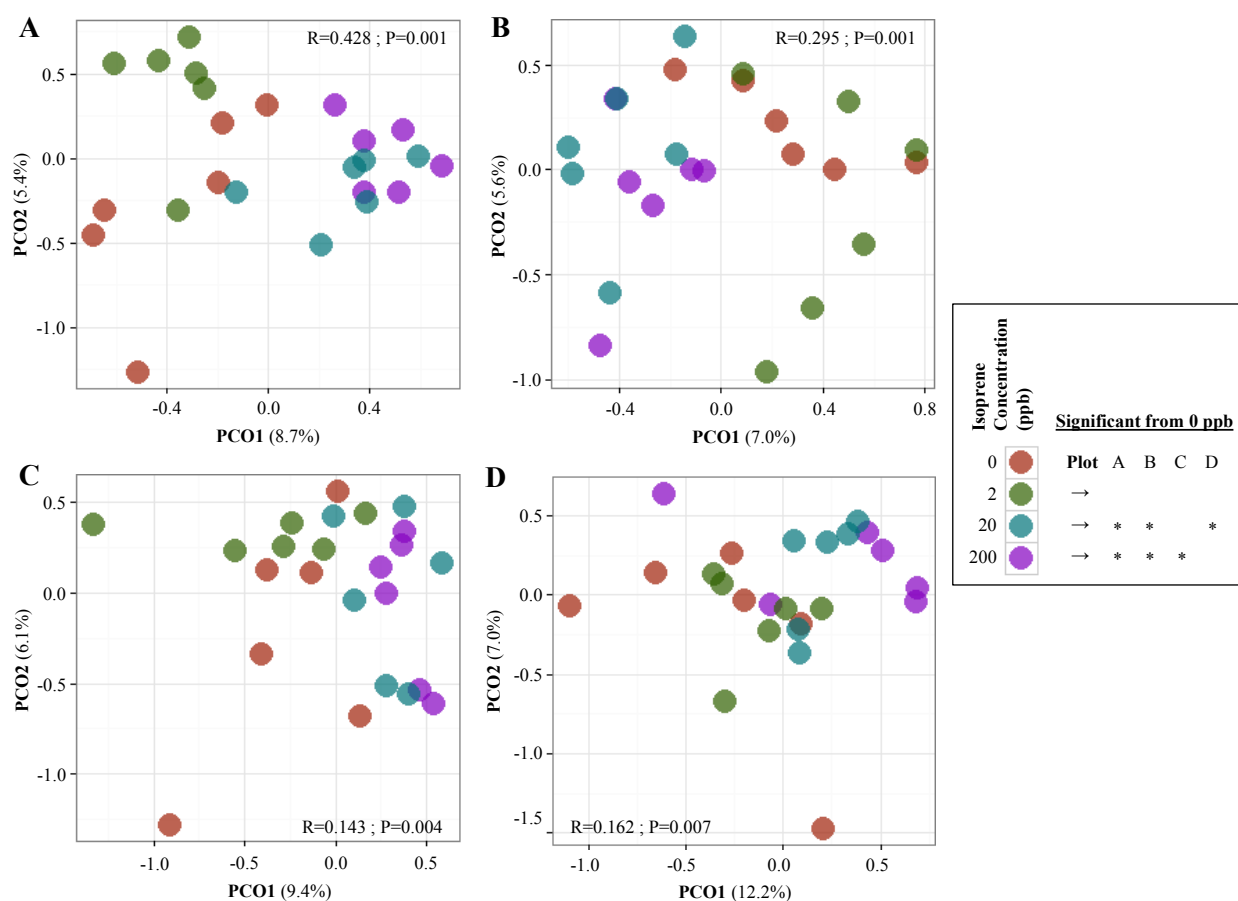 A
R=0.428 ; P=0.001
0.5
0.0
-0.5
-1.0
PCO2 (5.4%)
-0.4
0.0
0.4
PCO1 (8.7%)
B
R=0.295 ; P=0.001
0.5
0.0
-0.5
-1.0
PCO2 (5.6%)
-0.4
0.0
0.4
0.8
PCO1 (7.0%)
C
R=0.143 ; P=0.004
0.5
0.0
-0.5
-1.0
PCO2 (6.1%)
-1.0
-0.5
0.0
0.5
PCO1 (9.4%)
D
R=0.162 ; P=0.007
0.5
0.0
-0.5
-1.0
-1.5
PCO2 (7.0%)
-1.0
-0.5
0.0
0.5
PCO1 (12.2%)
Isoprene
Concentration
(ppb)
Significant from 0 ppb
0 Plot A B C D
2 →
20 → * * *
200 → * * *